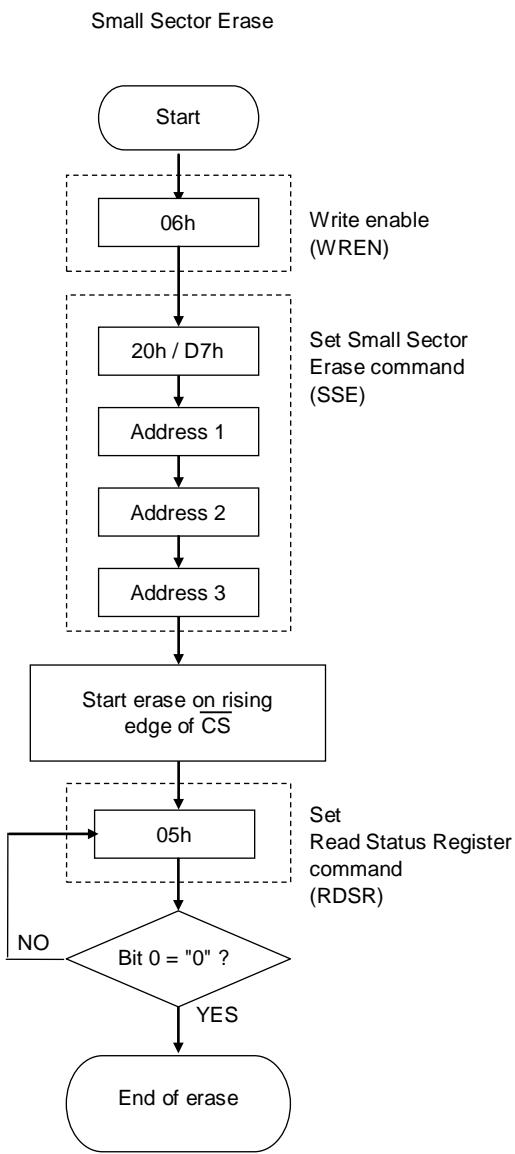 Small Sector Erase
Start
06h
Write enable
(WREN)
20h / D7h
Set Small Sector
Erase command
(SSE)
Address 1
Address 2
Address 3
Start erase on rising
edge of C̅S̅
05h
Set
Read Status Register
command
(RDSR)
NO
Bit 0 = "0" ?
YES
End of erase